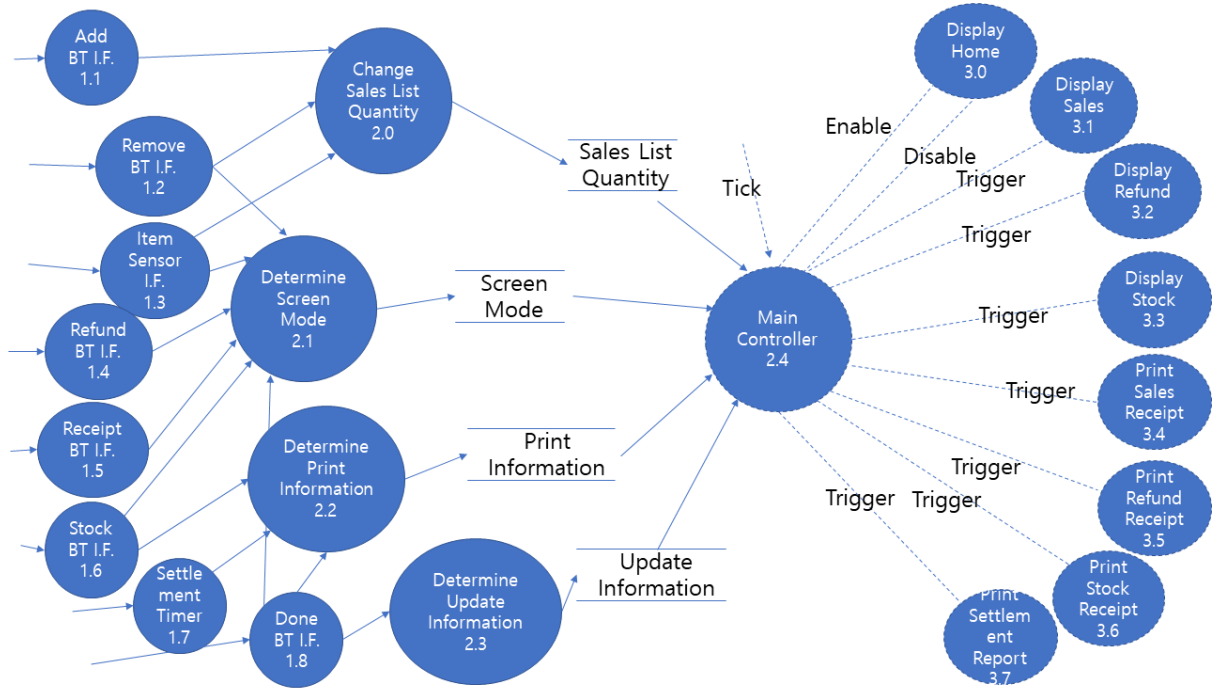 Add
BT I.F.
1.1
Remove
BT I.F.
1.2
Item
Sensor
I.F.
1.3
Refund
BT I.F.
1.4
Receipt
BT I.F.
1.5
Stock
BT I.F.
1.6
Settle
ment
Timer
1.7
Done
BT I.F.
1.8
Change
Sales List
Quantity
2.0
Determine
Screen
Mode
2.1
Determine
Print
Information
2.2
Determine
Update
Information
2.3
Sales List
Quantity
Screen
Mode
Print
Information
Update
Information
Tick
Main
Controller
2.4
Enable
Disable
Trigger
Trigger
Trigger
Trigger
Trigger
Trigger
Trigger
Display
Home
3.0
Display
Sales
3.1
Display
Refund
3.2
Display
Stock
3.3
Print
Sales
Receipt
3.4
Print
Refund
Receipt
3.5
Print
Stock
Receipt
3.6
Print
Settlem
ent
Report
3.7